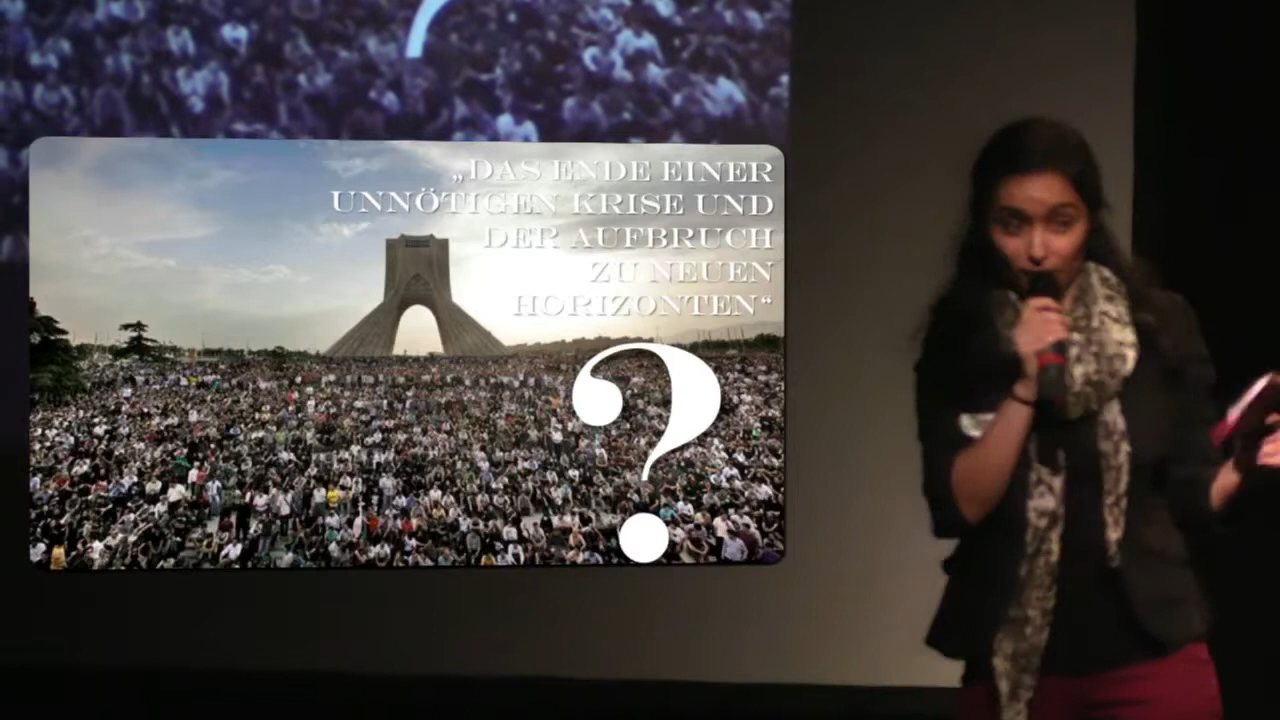 „DAS ENDE EINER
UNNÖTIGEN KRISE UND
DER AUFBRUCH
ZU NEUEN
HORIZONTEN“
?